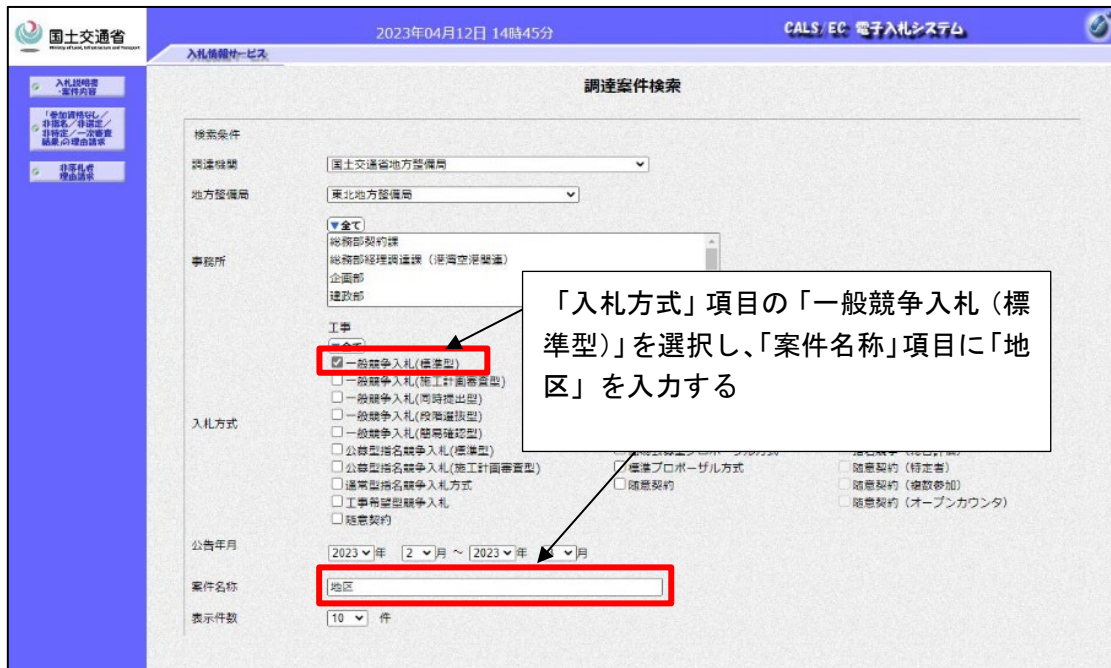 国土交通省
Ministry of Land, Infrastructure and Transport
2023年04月12日 14時45分
CALS/EC 電子入札システム
入札情報サービス
入札説明書
・案件内容
「参加資格なし/
非指名/非選定/
非特定/一次審査
結果」の理由請求
非落札者
理由請求
調達案件検索
検索条件
調達機関
国土交通省地方整備局
地方整備局
東北地方整備局
▼全て
事務所
総務部契約課
総務部経理調達課（港湾空港関連）
企画部
建政部
「入札方式」項目の「一般競争入札（標
準型）」を選択し、「案件名称」項目に「地
区」を入力する
入札方式
工事
一般競争入札(標準型)
一般競争入札(施工計画審査型)
一般競争入札(同時提出型)
一般競争入札(段階選抜型)
一般競争入札(簡易確認型)
公募型指名競争入札(標準型)
公募型指名競争入札(施工計画審査型)
標準プロポーザル方式
随意契約（特定者）
通常型指名競争入札方式
随意契約
随意契約（複数参加）
工事希望型競争入札
随意契約（オープンカウンタ）
随意契約
公告年月
2023 年 2 月 ～ 2023 年 月
案件名称
地区
表示件数
10 件